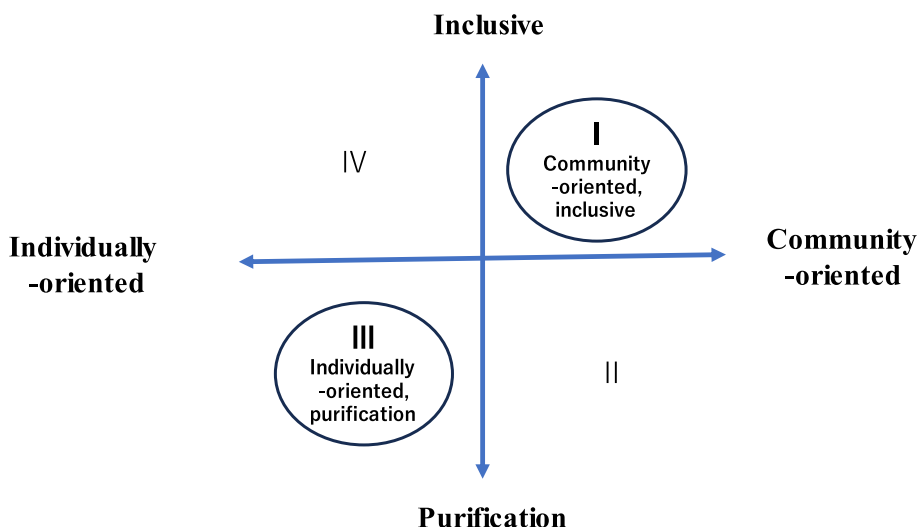 Inclusive
I
Community
-oriented,
inclusive
IV
Individually
-oriented
Community
-oriented
III
Individually
-oriented,
purification
II
Purification